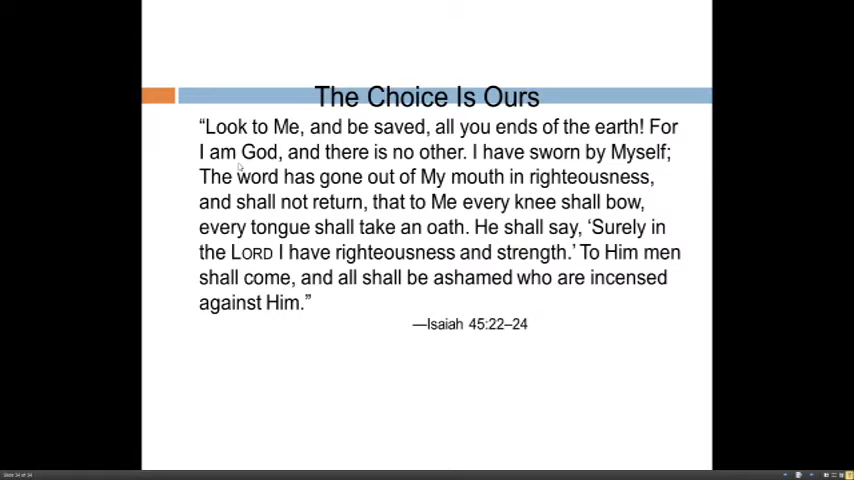 The Choice Is Ours
“Look to Me, and be saved, all you ends of the earth! For
I am God, and there is no other. I have sworn by Myself;
The word has gone out of My mouth in righteousness,
and shall not return, that to Me every knee shall bow,
every tongue shall take an oath. He shall say, ‘Surely in
the LORD I have righteousness and strength.’ To Him men
shall come, and all shall be ashamed who are incensed
against Him.”
—Isaiah 45:22–24
Slide 34 of 34